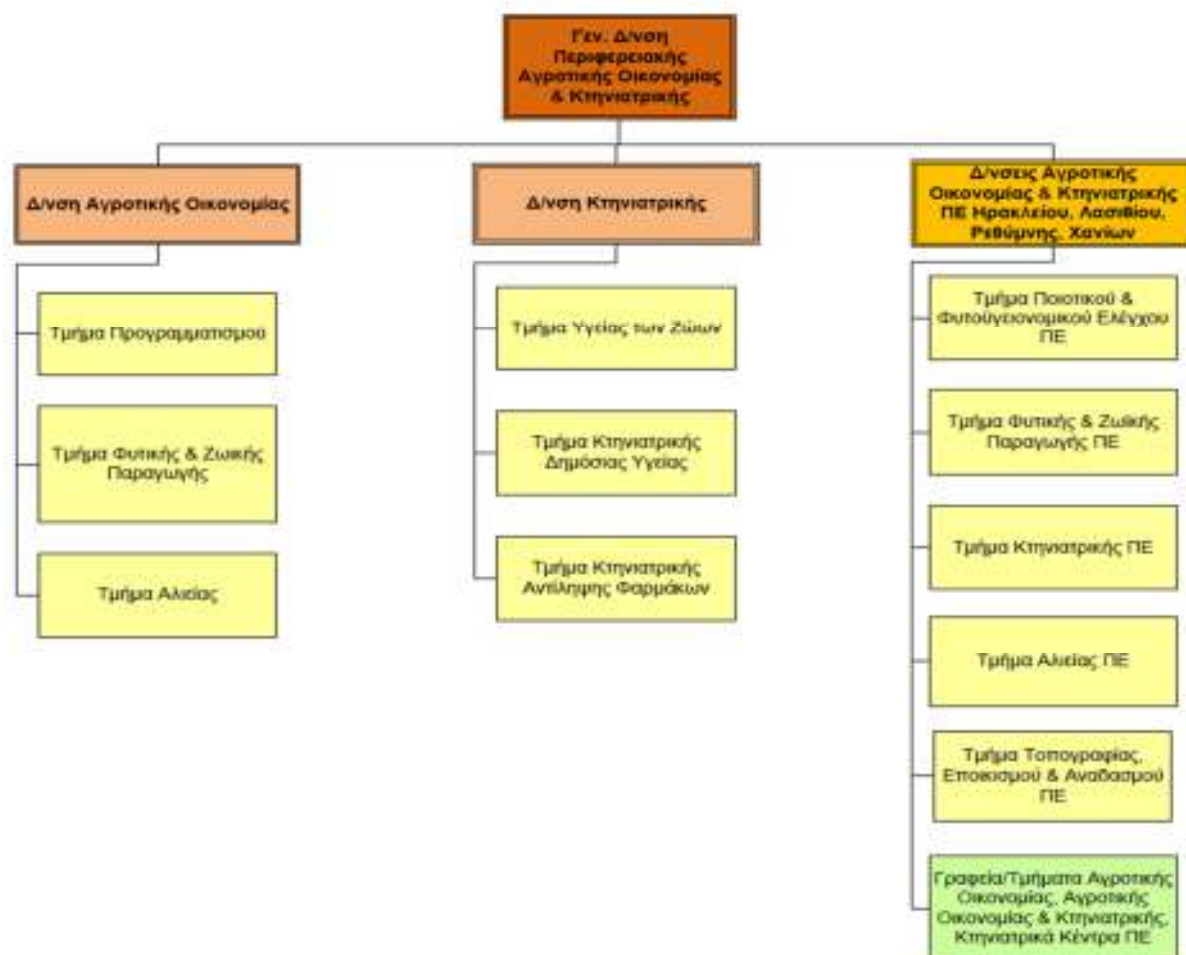 Γεν. Δ/νση
Περιφερειακής
Αγροτικής Οικονομίας
& Κτηνιατρικής
Δ/νση Αγροτικής Οικονομίας
Τμήμα Προγραμματισμού
Τμήμα Φυτικής & Ζωικής
Παραγωγής
Τμήμα Αλιείας
Δ/νση Κτηνιατρικής
Τμήμα Υγείας των Ζώων
Τμήμα Κτηνιατρικής
Δημόσιας Υγείας
Τμήμα Κτηνιατρικής
Αντίληψης Φαρμάκων
Δ/νσεις Αγροτικής
Οικονομίας & Κτηνιατρικής
ΠΕ Ηρακλείου, Λασιθίου,
Ρεθύμνης, Χανίων
Τμήμα Ποιοτικού &
Φυτοϋγειονομικού Ελέγχου
ΠΕ
Τμήμα Φυτικής & Ζωϊκής
Παραγωγής ΠΕ
Τμήμα Κτηνιατρικής ΠΕ
Τμήμα Αλιείας ΠΕ
Τμήμα Τοπογραφίας,
Εποικισμού & Αναδασμού
ΠΕ
Γραφεία/Τμήματα Αγροτικής
Οικονομίας, Αγροτικής
Οικονομίας & Κτηνιατρικής,
Κτηνιατρικά Κέντρα ΠΕ